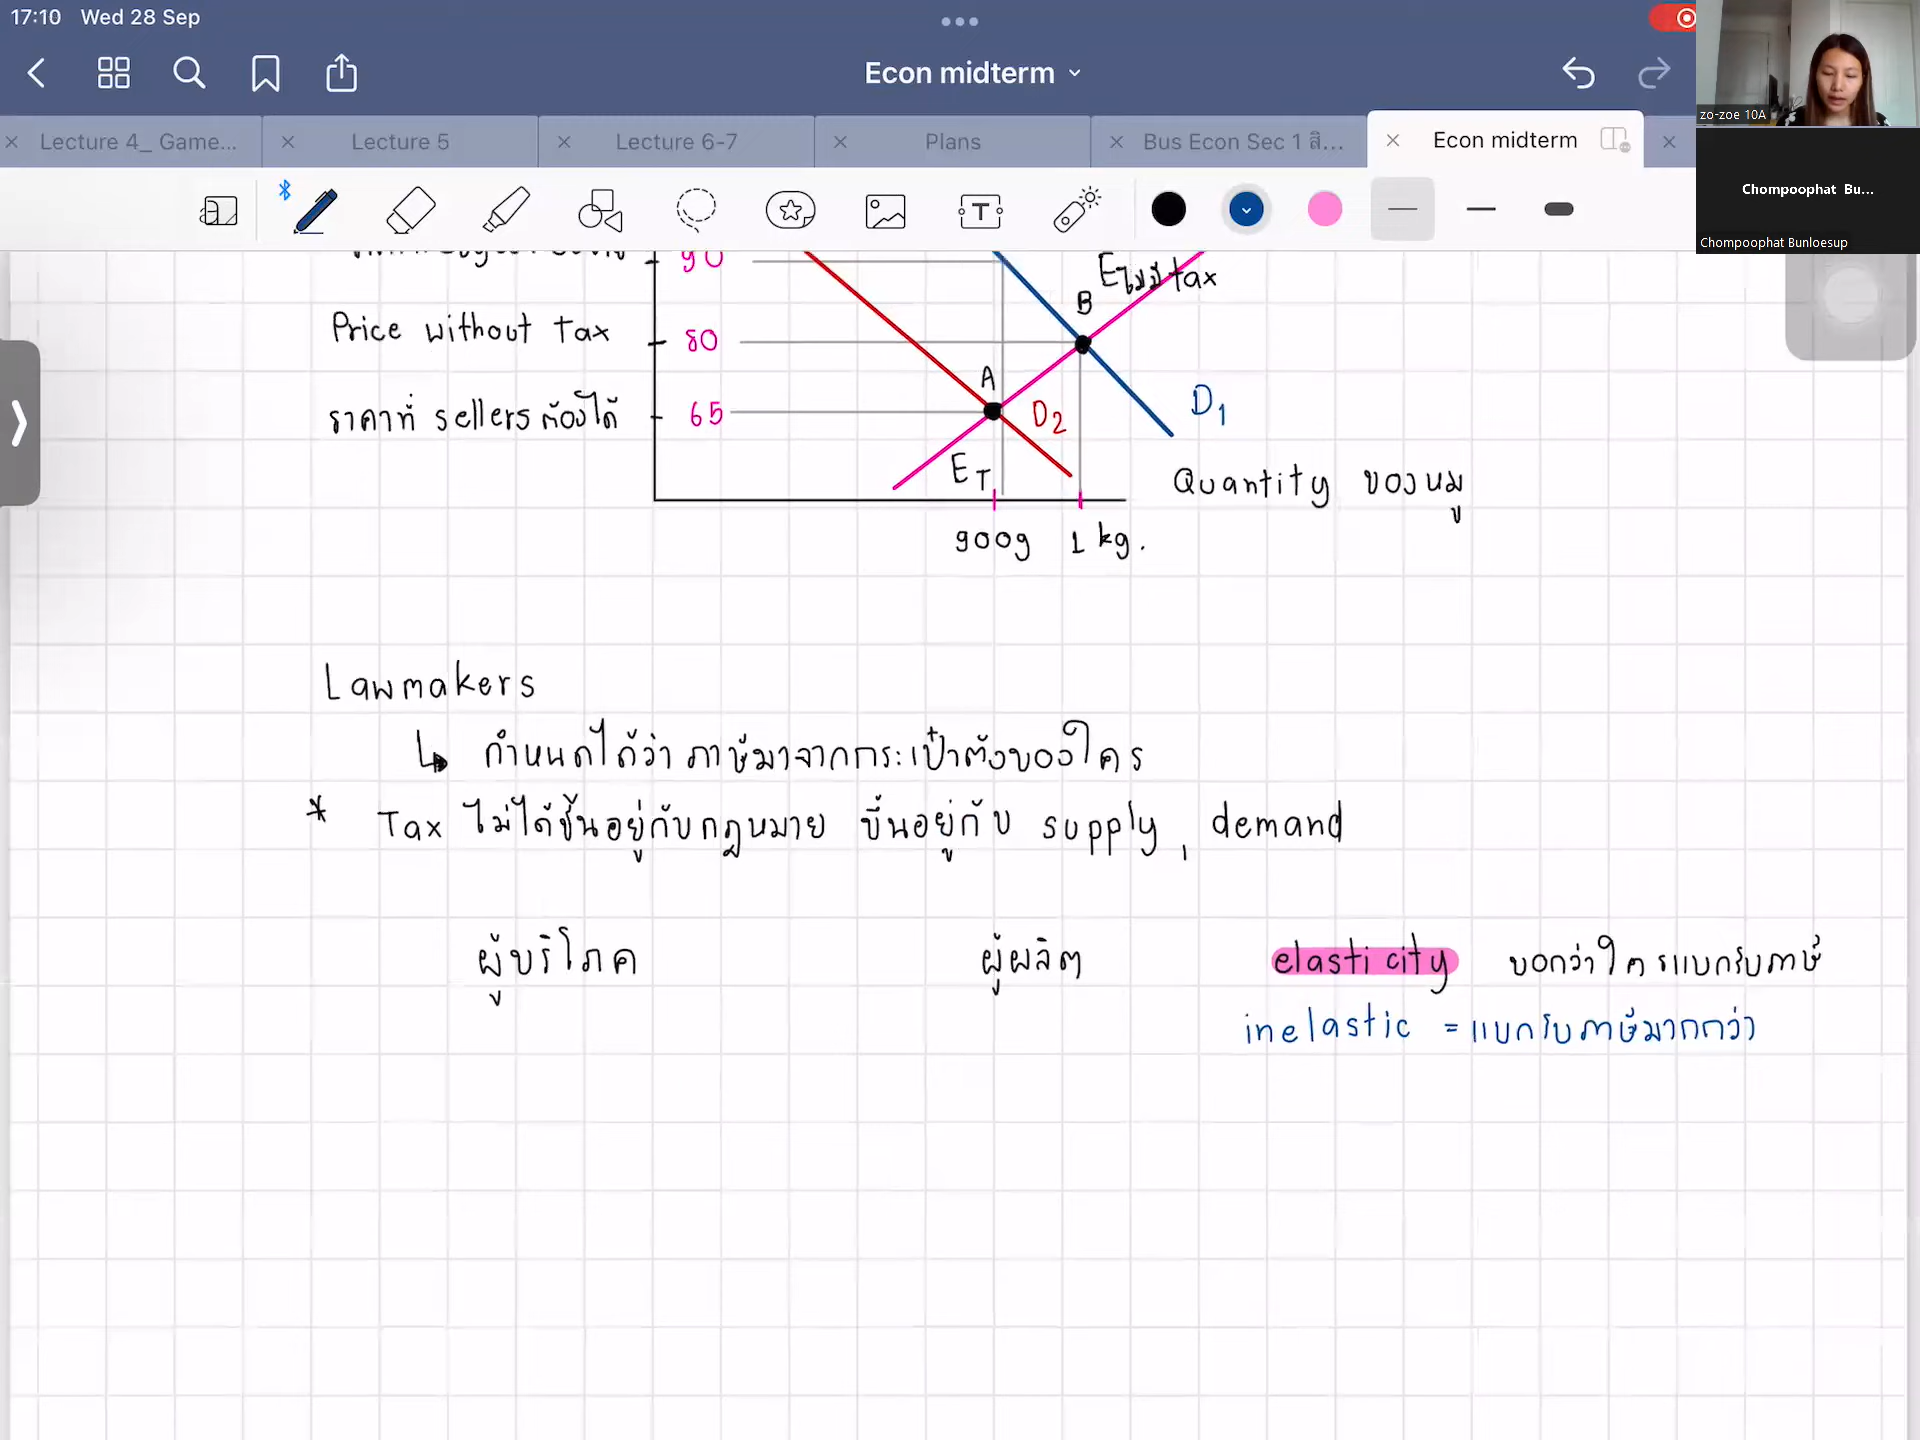 17:10 Wed 28 Sep
Econ midterm
Lecture 4_ Game...
Lecture 5
Lecture 6-7
Plans
Bus Econ Sec 1 สิ...
Econ midterm
zo-zoe 10A
Chompoophat Bu...
Chompoophat Bunloesup
90
E ไม่มี tax
B
Price without Tax 80
A
ราคาที่ sellers ต้องได้ 65
D2
D1
ET
Quantity ของหมู
900g 1 kg.
Lawmakers
↳ กำหนดได้ว่า ภาษีมาจากกระเป๋าตังของใคร
* Tax ไม่ได้ขึ้นอยู่กับกฎหมาย ขึ้นอยู่กับ supply, demand
ผู้บริโภค ผู้ผลิต elasticity บอกว่าใครแบกรับภาษี
inelastic = แบกรับภาษีมากกว่า